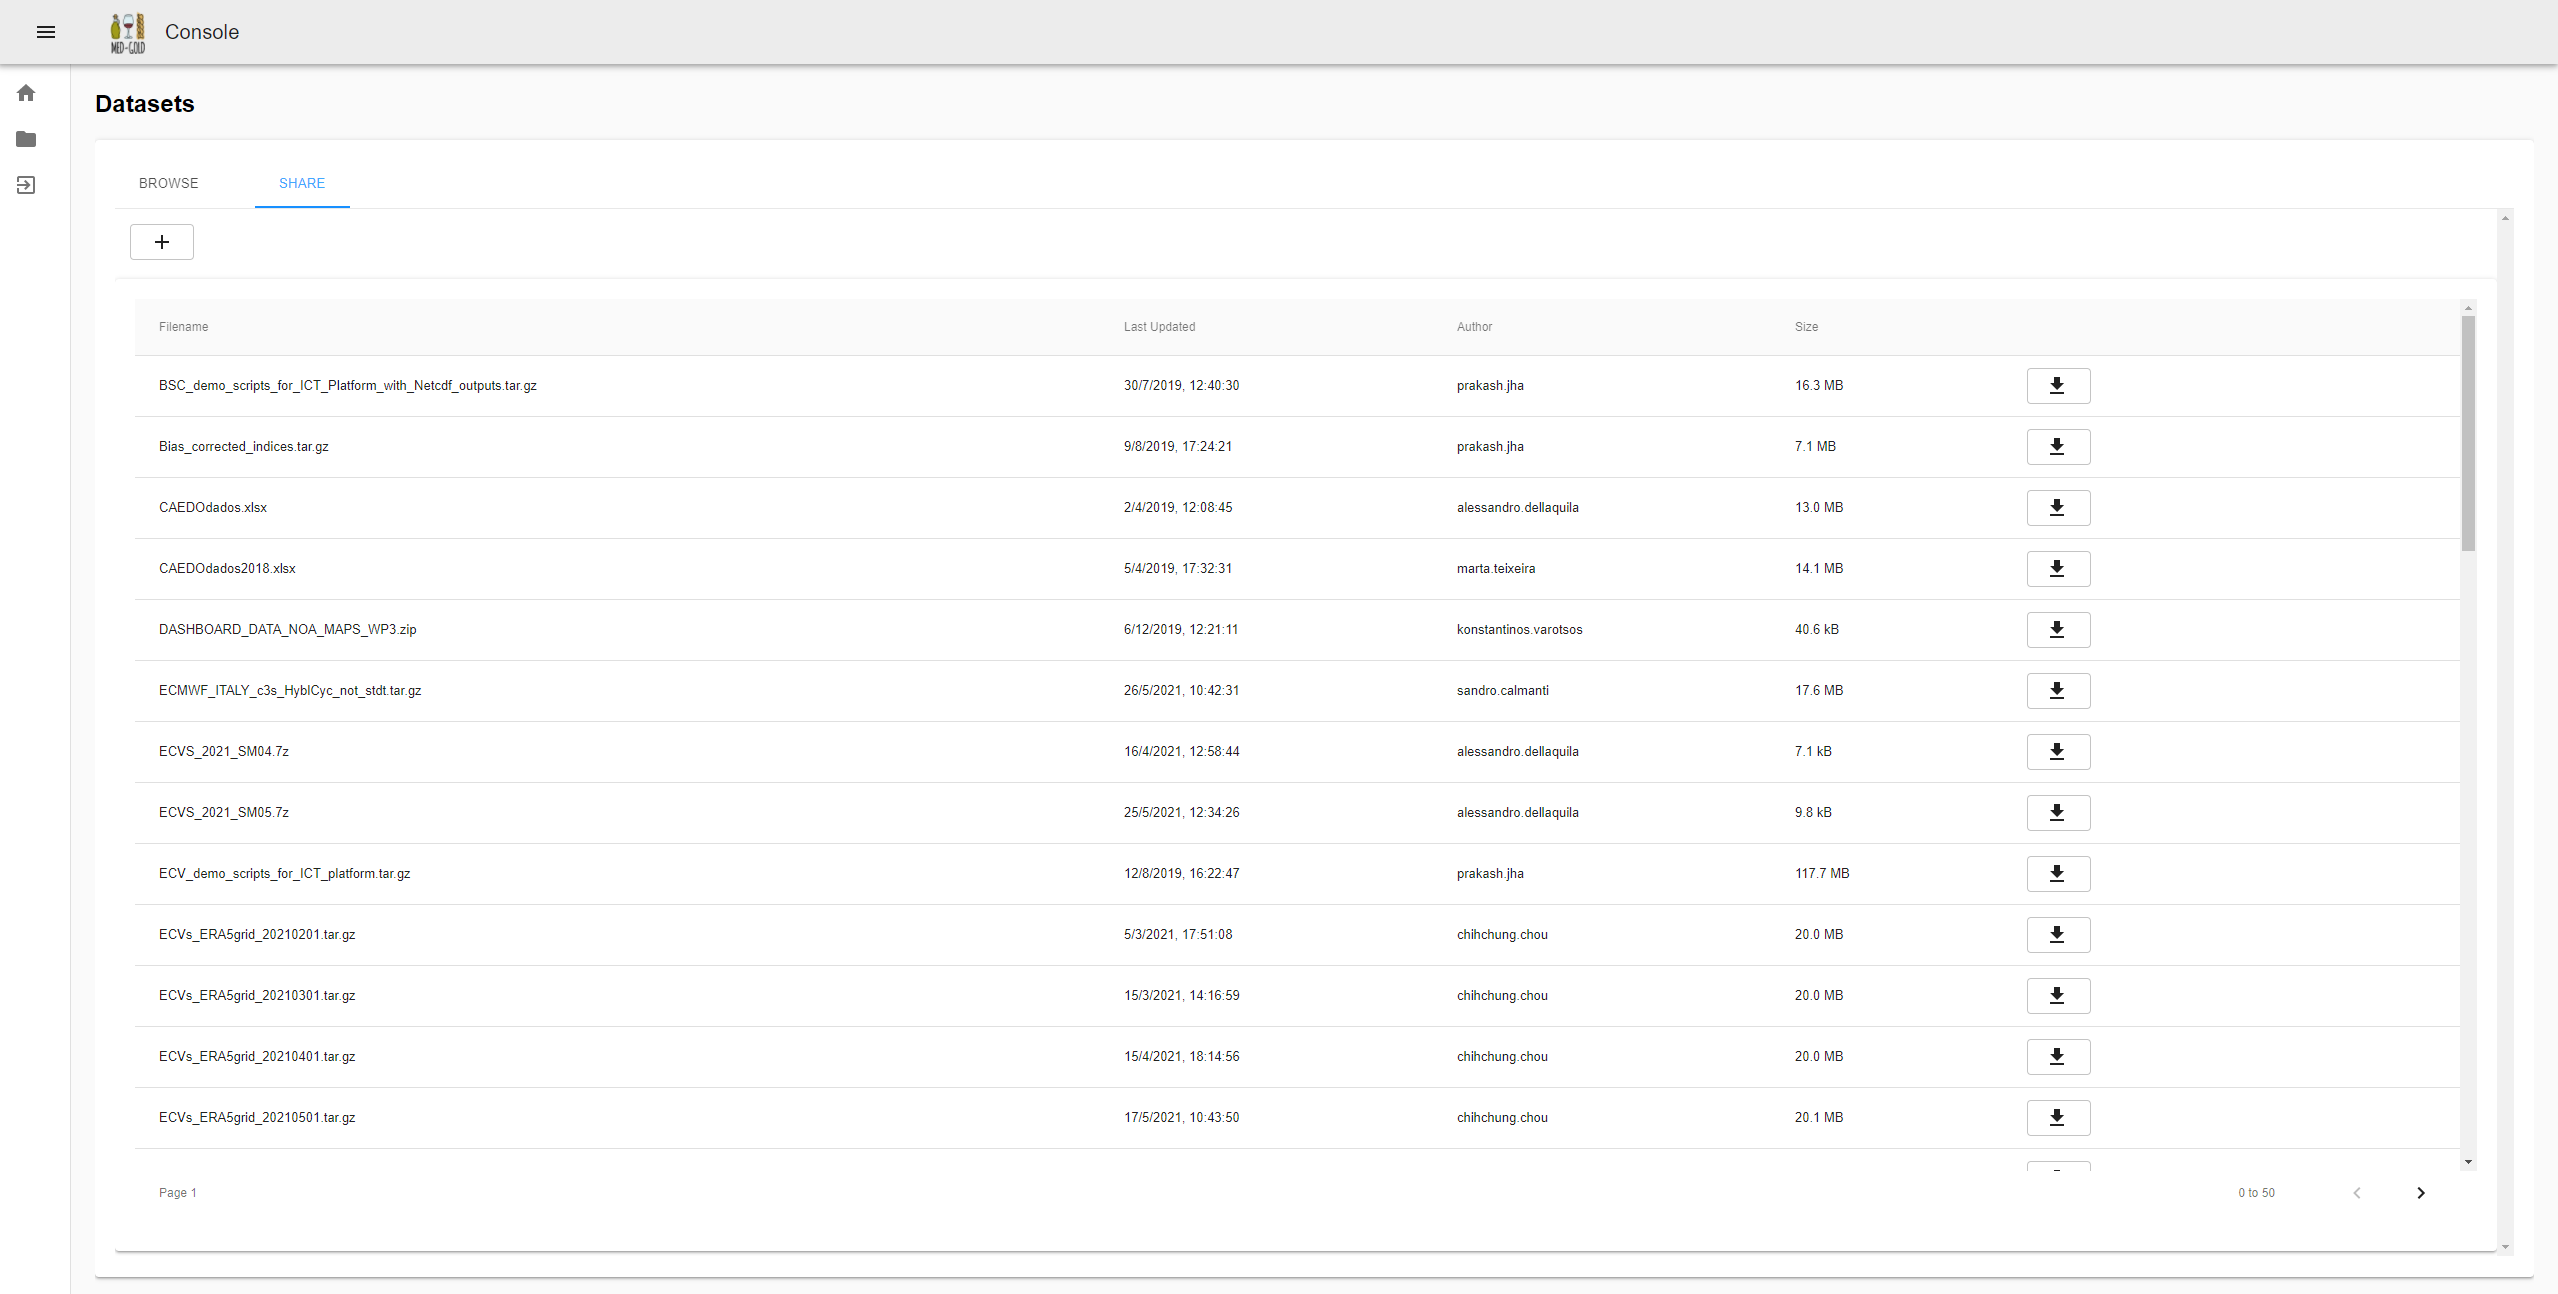 MED-GOLD Console
Datasets
BROWSE SHARE
Filename Last Updated Author Size
BSC_demo_scripts_for_ICT_Platform_with_Netcdf_outputs.tar.gz 30/7/2019, 12:40:30 prakash.jha 16.3 MB
Bias_corrected_indices.tar.gz 9/8/2019, 17:24:21 prakash.jha 7.1 MB
CAEDOdados.xlsx 2/4/2019, 12:08:45 alessandro.dellaquila 13.0 MB
CAEDOdados2018.xlsx 5/4/2019, 17:32:31 marta.teixeira 14.1 MB
DASHBOARD_DATA_NOA_MAPS_WP3.zip 6/12/2019, 12:21:11 konstantinos.varotsos 40.6 kB
ECMWF_ITALY_c3s_HyblCyc_not_stdt.tar.gz 26/5/2021, 10:42:31 sandro.calmanti 17.6 MB
ECVS_2021_SM04.7z 16/4/2021, 12:58:44 alessandro.dellaquila 7.1 kB
ECVS_2021_SM05.7z 25/5/2021, 12:34:26 alessandro.dellaquila 9.8 kB
ECV_demo_scripts_for_ICT_platform.tar.gz 12/8/2019, 16:22:47 prakash.jha 117.7 MB
ECVs_ERA5grid_20210201.tar.gz 5/3/2021, 17:51:08 chihchung.chou 20.0 MB
ECVs_ERA5grid_20210301.tar.gz 15/3/2021, 14:16:59 chihchung.chou 20.0 MB
ECVs_ERA5grid_20210401.tar.gz 15/4/2021, 18:14:56 chihchung.chou 20.0 MB
ECVs_ERA5grid_20210501.tar.gz 17/5/2021, 10:43:50 chihchung.chou 20.1 MB
Page 1 0 to 50